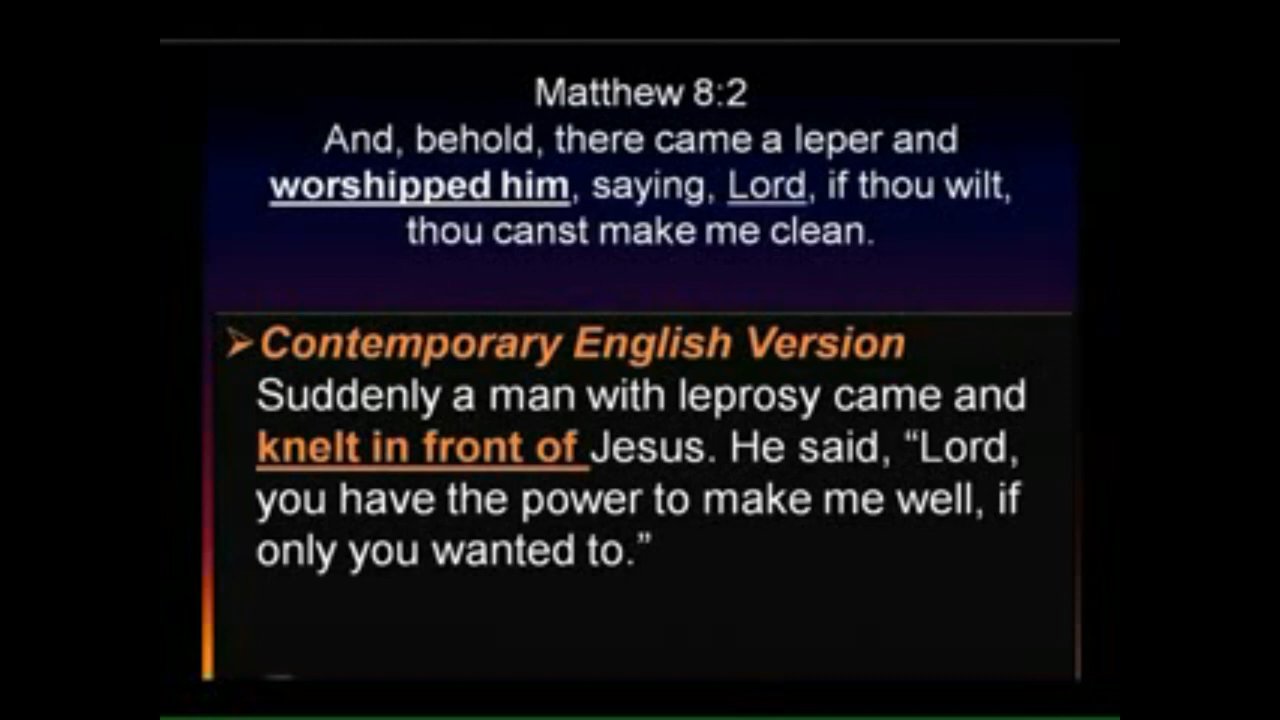 Matthew 8:2
And, behold, there came a leper and
worshipped him, saying, Lord, if thou wilt,
thou canst make me clean.
➢Contemporary English Version
Suddenly a man with leprosy came and
knelt in front of Jesus. He said, “Lord,
you have the power to make me well, if
only you wanted to.”